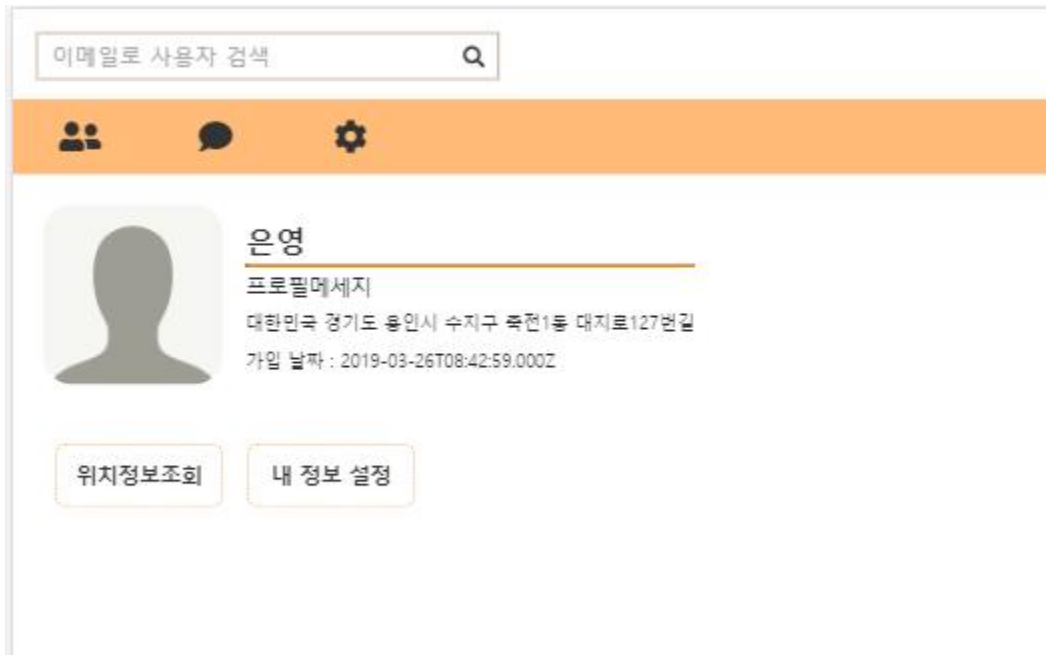 이메일로 사용자 검색
은영
프로필메세지
대한민국 경기도 용인시 수지구 죽전1동 대지로127번길
가입 날짜 : 2019-03-26T08:42:59.000Z
위치정보조회
내 정보 설정